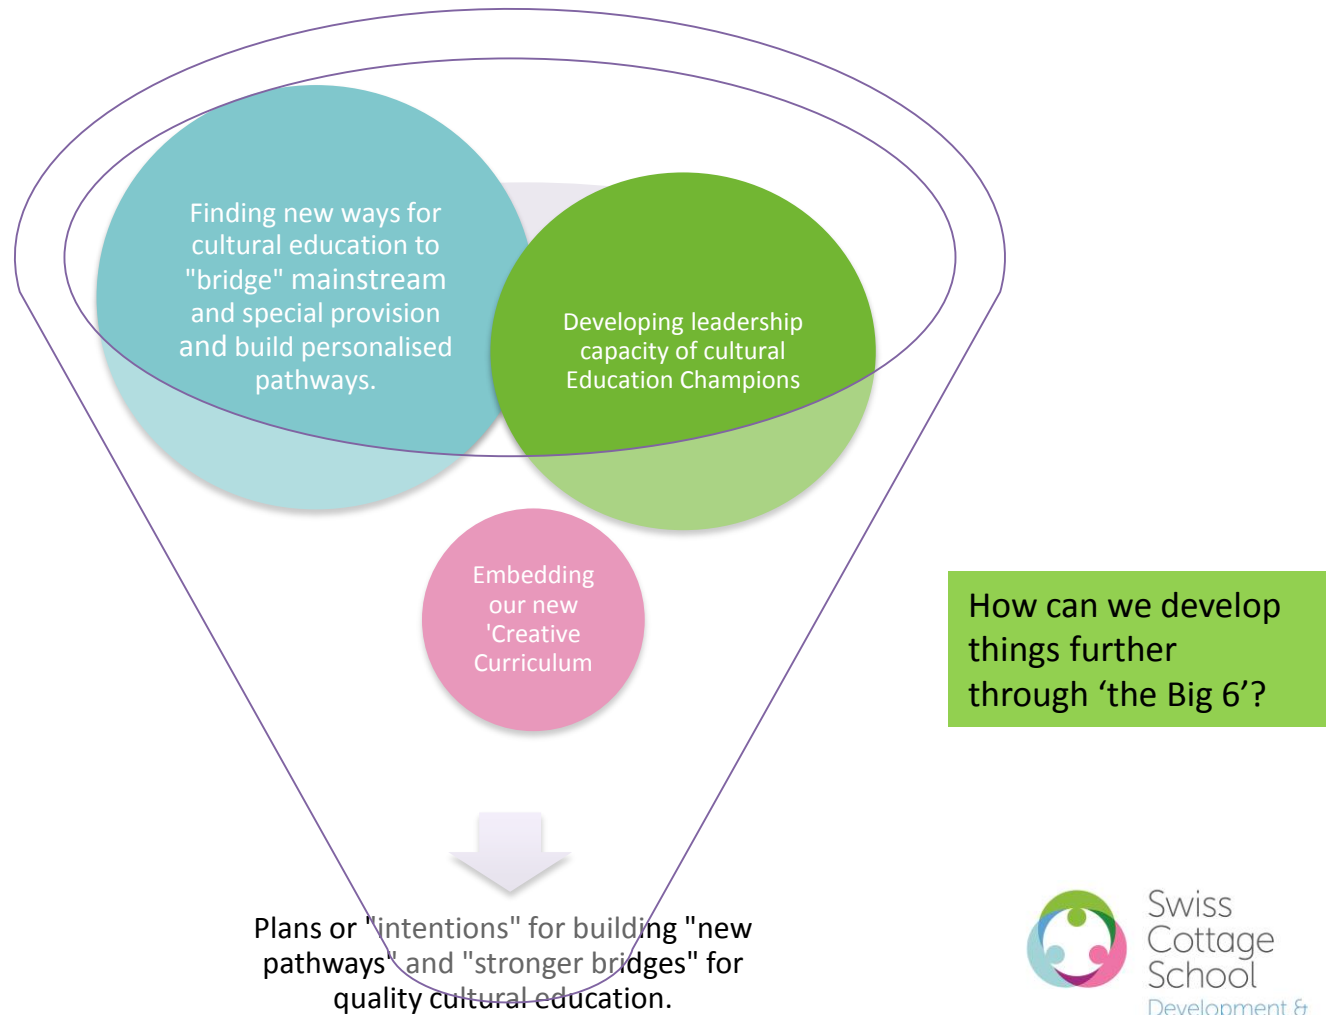 Finding new ways for
cultural education to
"bridge" mainstream
and special provision
and build personalised
pathways.
Developing leadership
capacity of cultural
Education Champions
Embedding
our new
'Creative
Curriculum
How can we develop
things further
through ‘the Big 6’?
Plans or "intentions" for building "new
pathways" and "stronger bridges" for
quality cultural education.
Swiss
Cottage
School
Development &